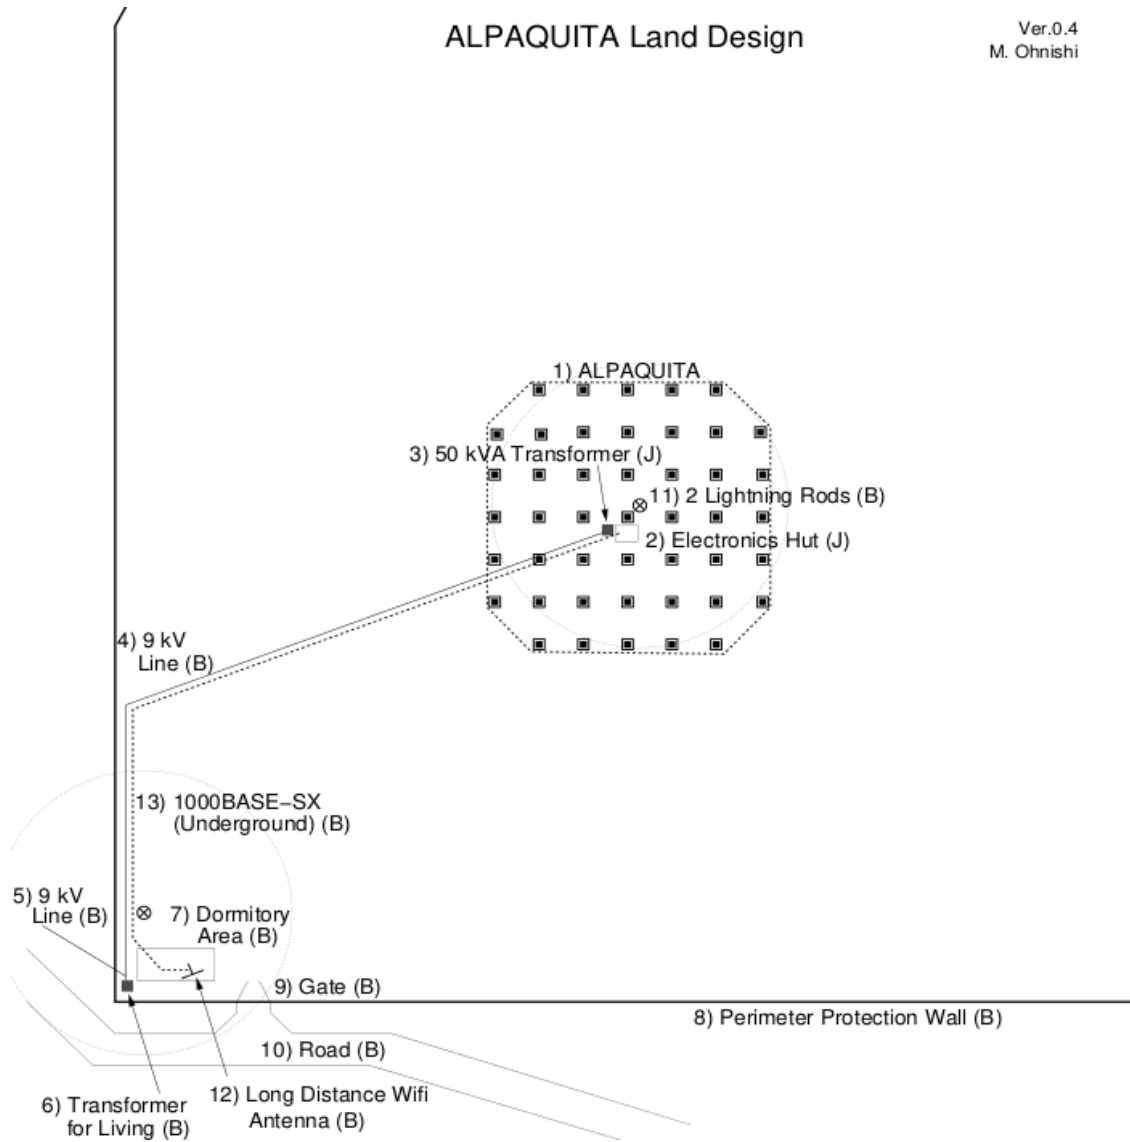 ALPAQUITA Land Design
Ver.0.4
M. Ohnishi
1) ALPAQUITA
3) 50 kVA Transformer (J)
11) 2 Lightning Rods (B)
2) Electronics Hut (J)
4) 9 kV
Line (B)
13) 1000BASE−SX
(Underground) (B)
5) 9 kV
Line (B)
7) Dormitory
Area (B)
9) Gate (B)
8) Perimeter Protection Wall (B)
10) Road (B)
6) Transformer
for Living (B)
12) Long Distance Wifi
Antenna (B)